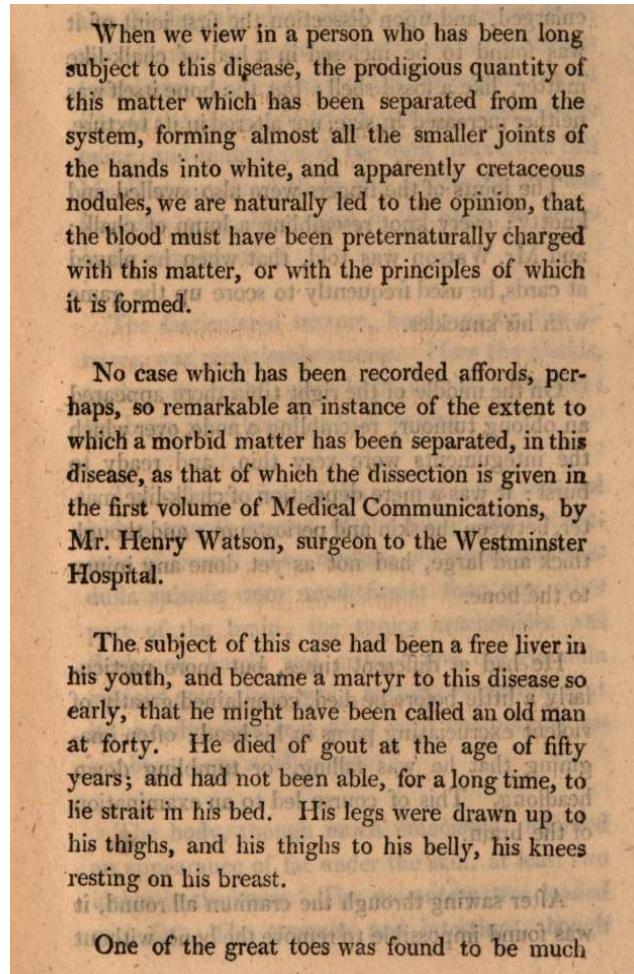 When we view in a person who has been long
subject to this disease, the prodigious quantity of
this matter which has been separated from the
system, forming almost all the smaller joints of
the hands into white, and apparently cretaceous
nodules, we are naturally led to the opinion, that
the blood must have been preternaturally charged
with this matter, or with the principles of which
it is formed.
No case which has been recorded affords, per-
haps, so remarkable an instance of the extent to
which a morbid matter has been separated, in this
disease, as that of which the dissection is given in
the first volume of Medical Communications, by
Mr. Henry Watson, surgeon to the Westminster
Hospital.
The subject of this case had been a free liver in
his youth, and became a martyr to this disease so
early, that he might have been called an old man
at forty. He died of gout at the age of fifty
years; and had not been able, for a long time, to
lie strait in his bed. His legs were drawn up to
his thighs, and his thighs to his belly, his knees
resting on his breast.
One of the great toes was found to be much